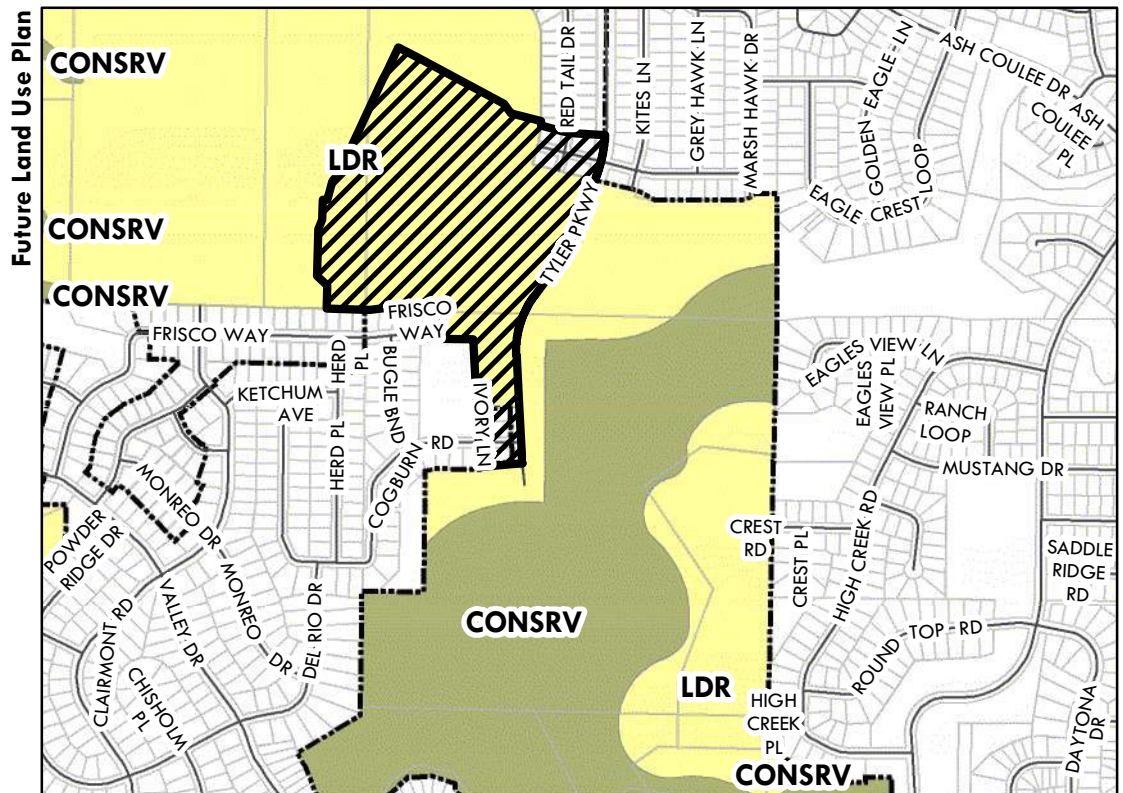 Future Land Use Plan
CONSRV
CONSRV
CONSRV
LDR
RED TAIL DR
KITES LN
GREY HAWK LN
MARSH HAWK DR
GOLDEN EAGLE LN
ASH COULEE DR
ASH
COULEE
PL
EAGLE CREST LOOP
TYLER PKWY
FRISCO
WAY
FRISCO WAY
HERD
PL
BUGLE BND
KETCHUM
AVE
HERD PL
IVORY LN
COGBURN RD
MONREO DR
MONREO
DR
POWDER
RIDGE DR
VALLEY DR
DEL RIO DR
CLAIRMONT RD
CHISHOLM
PL
EAGLES VIEW LN
EAGLES
VIEW PL
RANCH
LOOP
MUSTANG DR
HIGH CREEK RD
CREST
RD
CREST PL
SADDLE
RIDGE
RD
ROUND TOP RD
CONSRV
LDR
HIGH
CREEK
PL
DAYTONA
DR
CONSRV